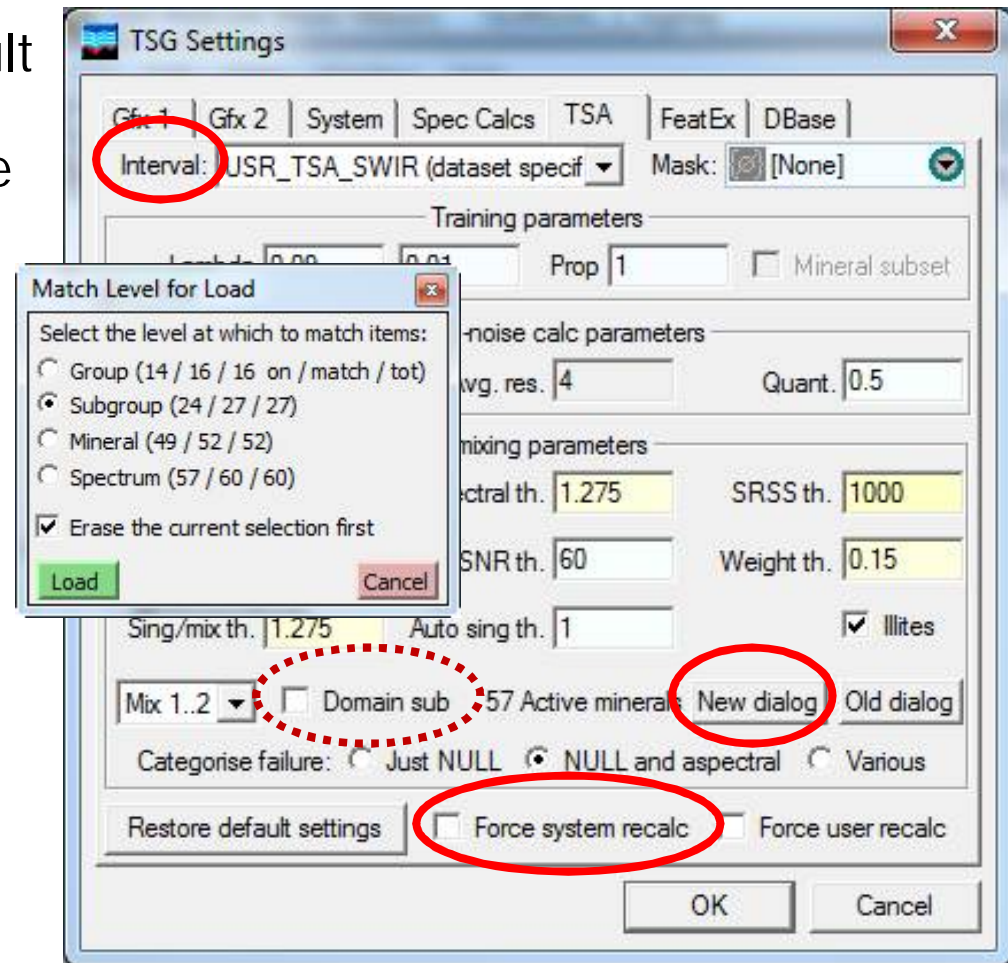 ult
e
TSG Settings
Gfx 1 Gfx 2 System Spec Calcs TSA FeatEx DBase
Interval: USR_TSA_SWIR (dataset specif Mask: [None]
Training parameters
Prop 1 Mineral subset
Match Level for Load
Select the level at which to match items:
Group (14 / 16 / 16 on / match / tot)
Subgroup (24 / 27 / 27)
Mineral (49 / 52 / 52)
Spectrum (57 / 60 / 60)
Erase the current selection first
Load Cancel
-noise calc parameters
Avg. res. 4 Quant. 0.5
mixing parameters
ectral th. 1.275 SRSS th. 1000
SNR th. 60 Weight th. 0.15
Sing/mix th. 1.275 Auto sing th. 1 Illites
Mix 1..2 Domain sub 57 Active minerals New dialog Old dialog
Categorise failure: Just NULL NULL and aspectral Various
Restore default settings Force system recalc Force user recalc
OK Cancel